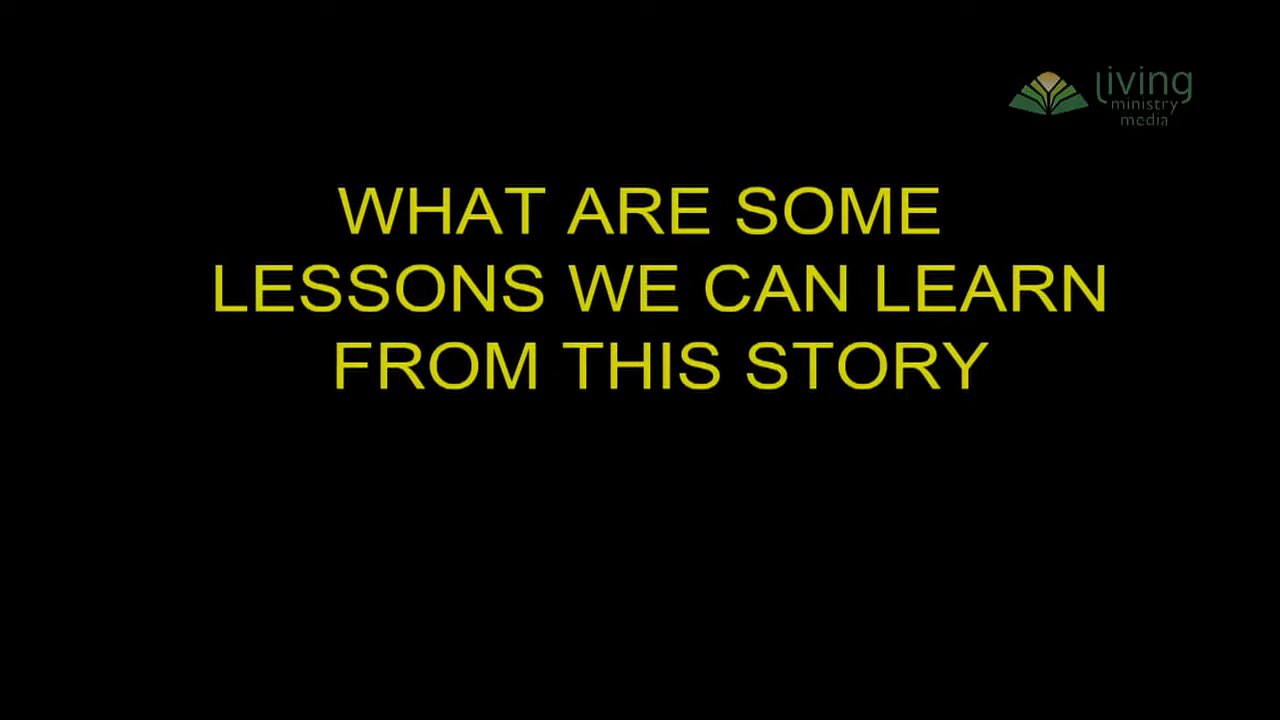 Living
ministry
media
WHAT ARE SOME
LESSONS WE CAN LEARN
FROM THIS STORY